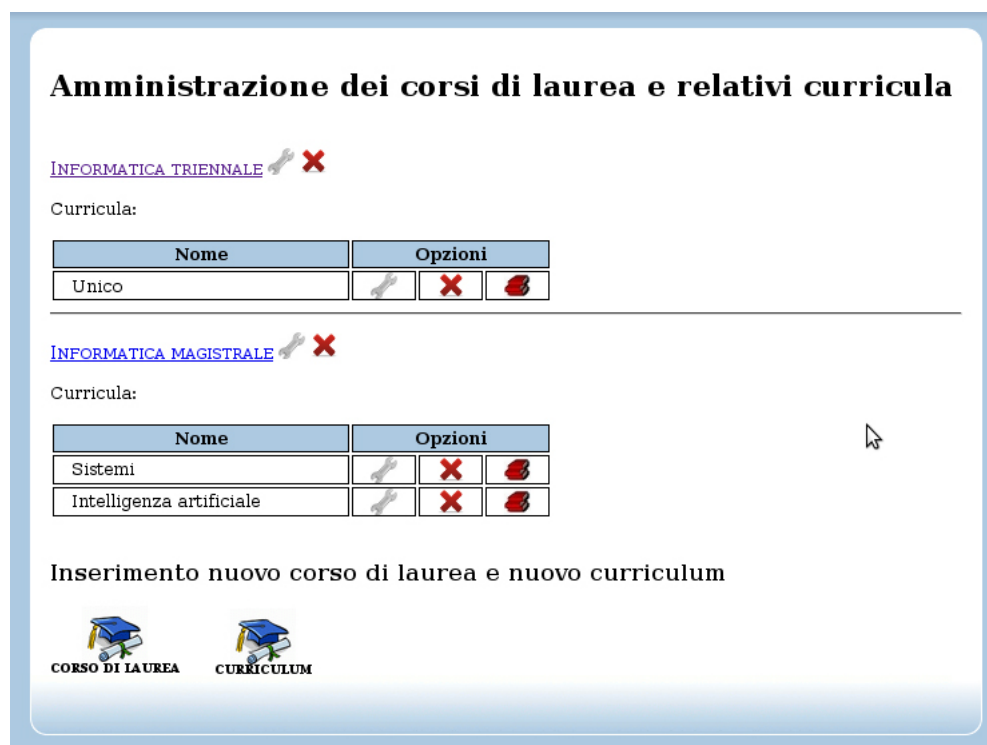 Amministrazione dei corsi di laurea e relativi curricula
INFORMATICA TRIENNALE
Curricula:
Nome Opzioni
Unico
INFORMATICA MAGISTRALE
Curricula:
Nome Opzioni
Sistemi
Intelligenza artificiale
Inserimento nuovo corso di laurea e nuovo curriculum
CORSO DI LAUREA CURRICULUM